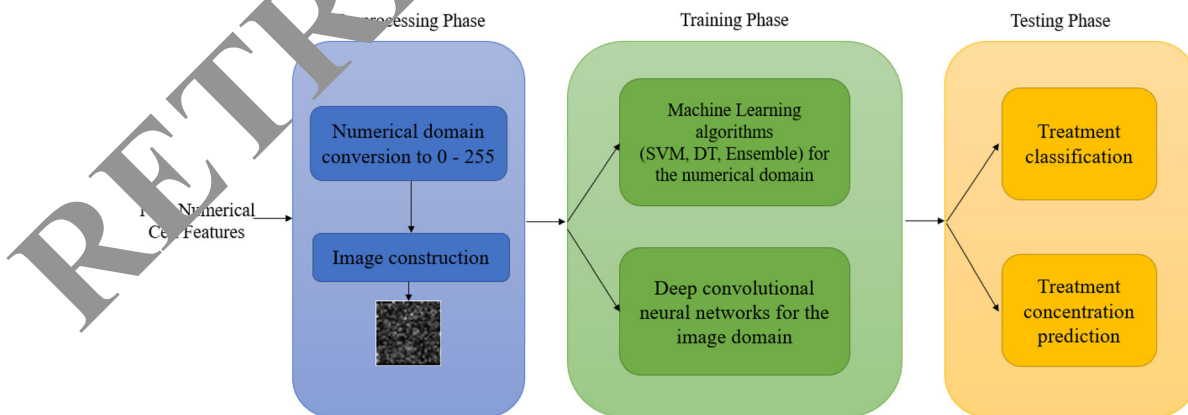 Training Phase
Testing Phase
Phase
Numerical domain
conversion to 0 - 255
Image construction
Numerical
Features
Machine Learning
algorithms
(SVM, DT, Ensemble) for
the numerical domain
Deep convolutional
neural networks for the
image domain
Treatment
classification
Treatment
concentration
prediction
RETR